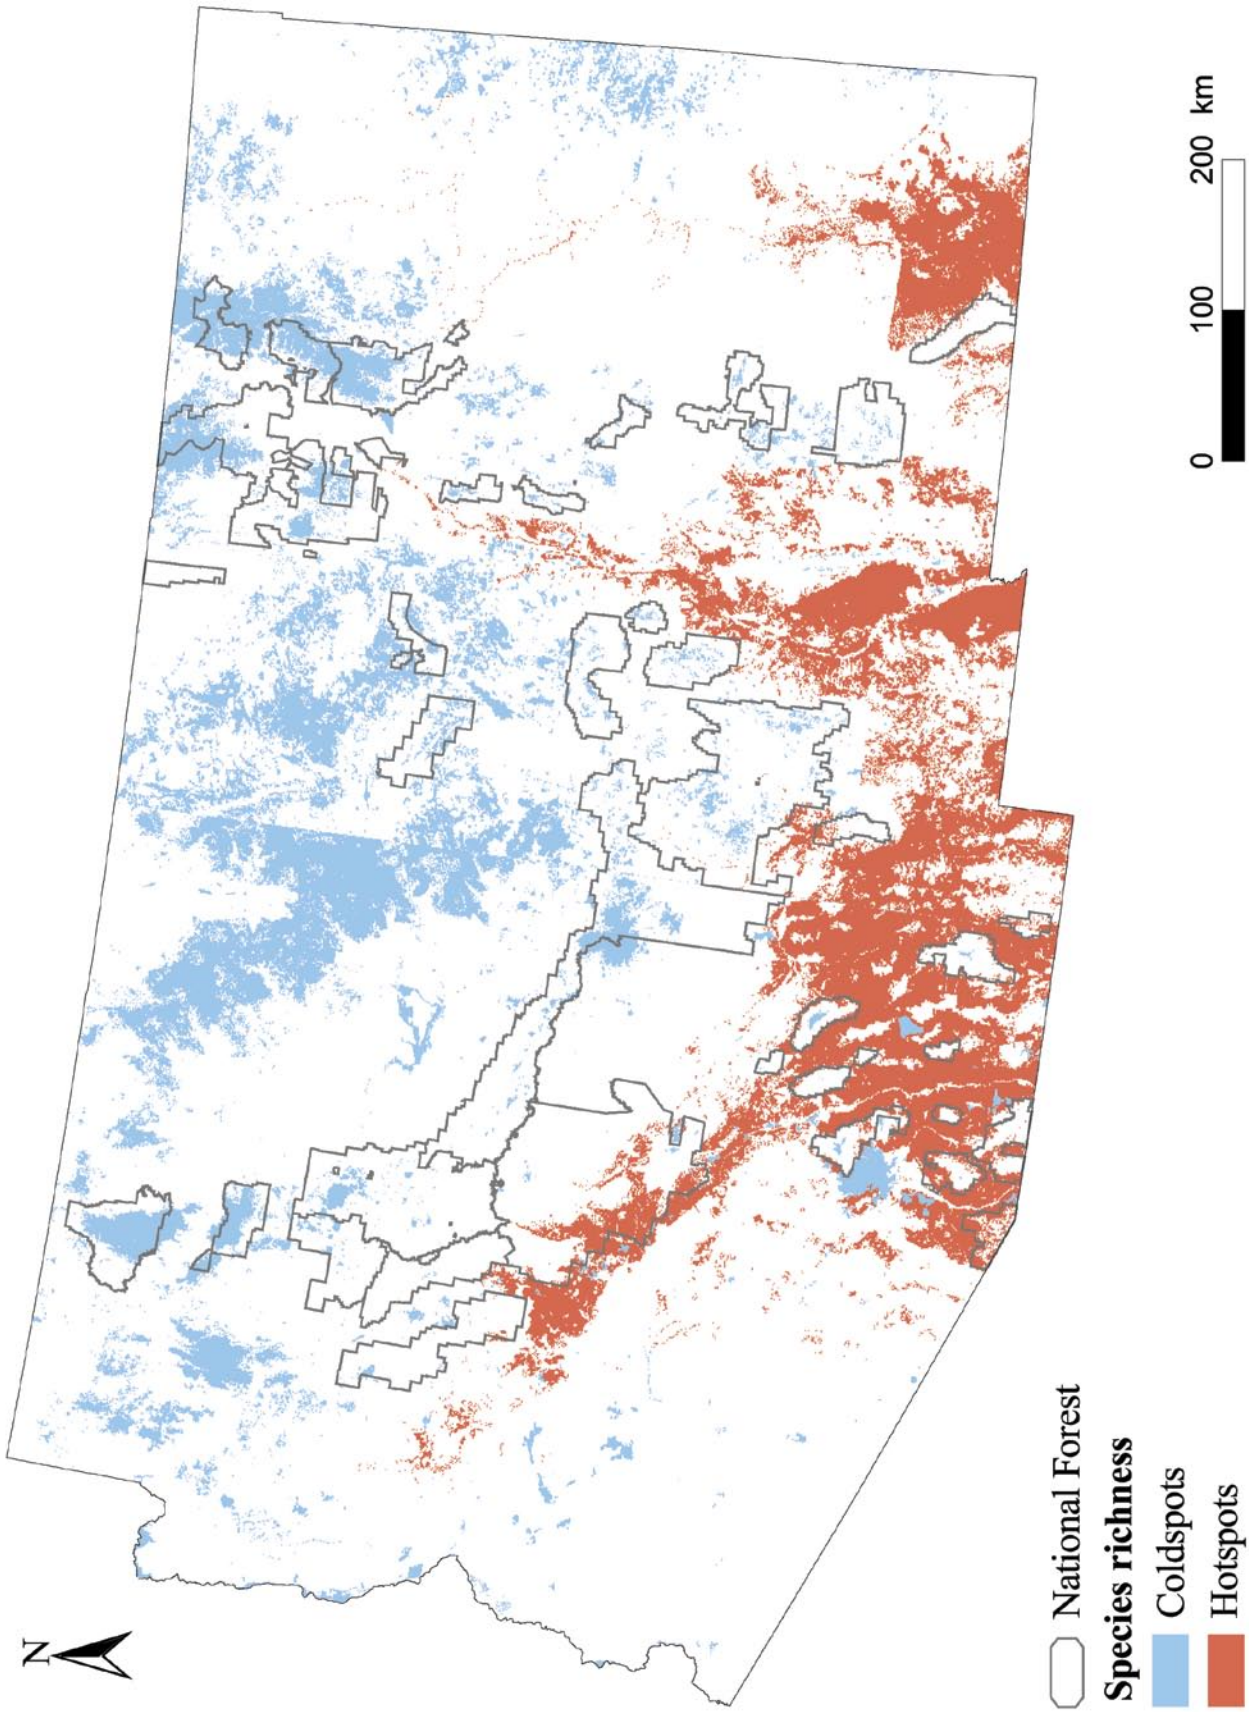 N
National Forest
Species richness
Coldspots
Hotspots
0 100 200 km